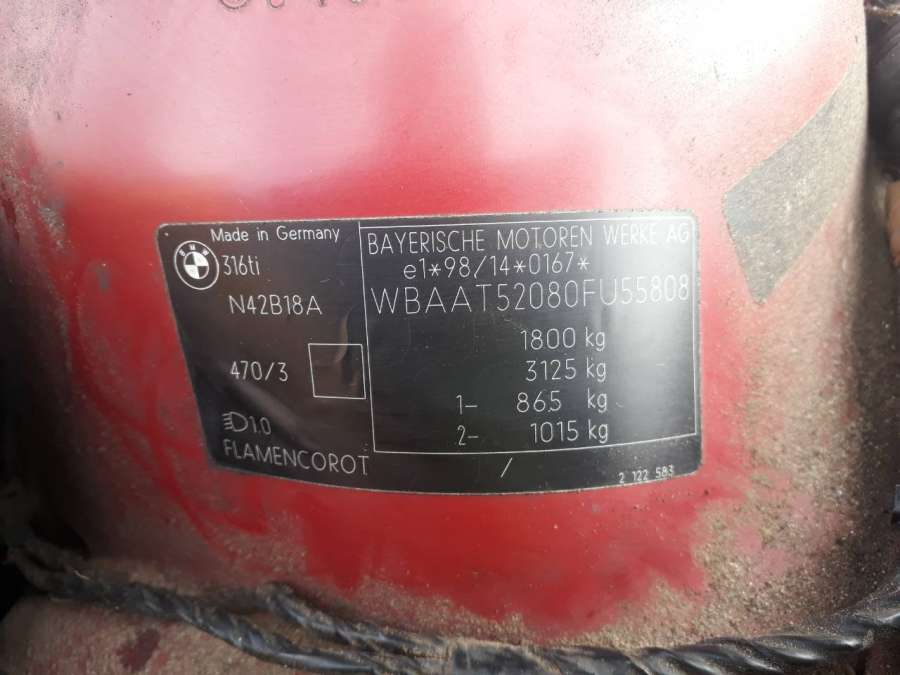 Made in Germany
BMW
316ti
N42B18A
470/3
D1.0
FLAMENCOROT
BAYERISCHE MOTOREN WERKE AG
e1*98/14*0167*
WBAAT52080FU55808
1800 kg
3125 kg
1- 865 kg
2- 1015 kg
/
2 122 583